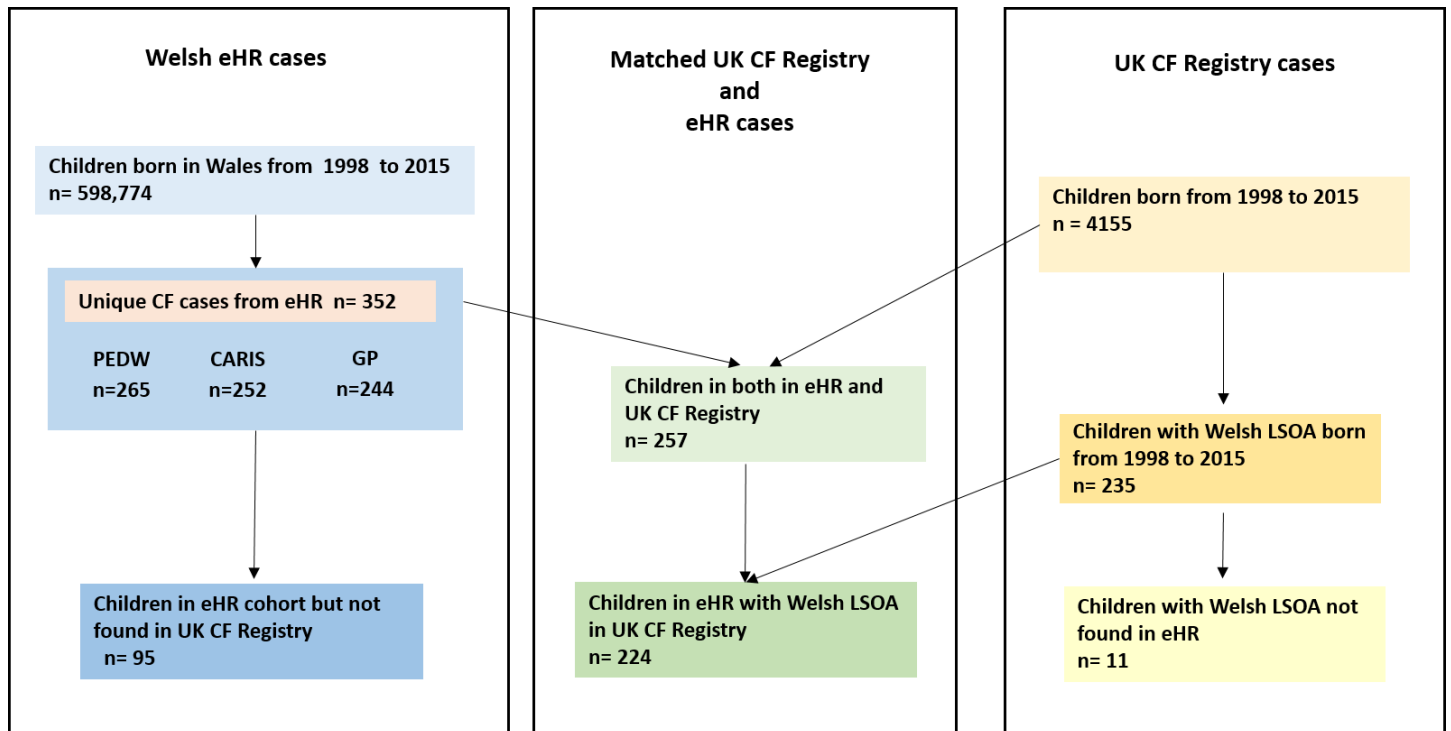 Welsh eHR cases
Children born in Wales from 1998 to 2015
n= 598,774
Unique CF cases from eHR n= 352
PEDW CARIS GP
n=265 n=252 n=244
Children in eHR cohort but not
found in UK CF Registry
n= 95
Matched UK CF Registry
and
eHR cases
Children in both in eHR and
UK CF Registry
n= 257
Children in eHR with Welsh LSOA
in UK CF Registry
n= 224
UK CF Registry cases
Children born from 1998 to 2015
n = 4155
Children with Welsh LSOA born
from 1998 to 2015
n= 235
Children with Welsh LSOA not
found in eHR
n= 11